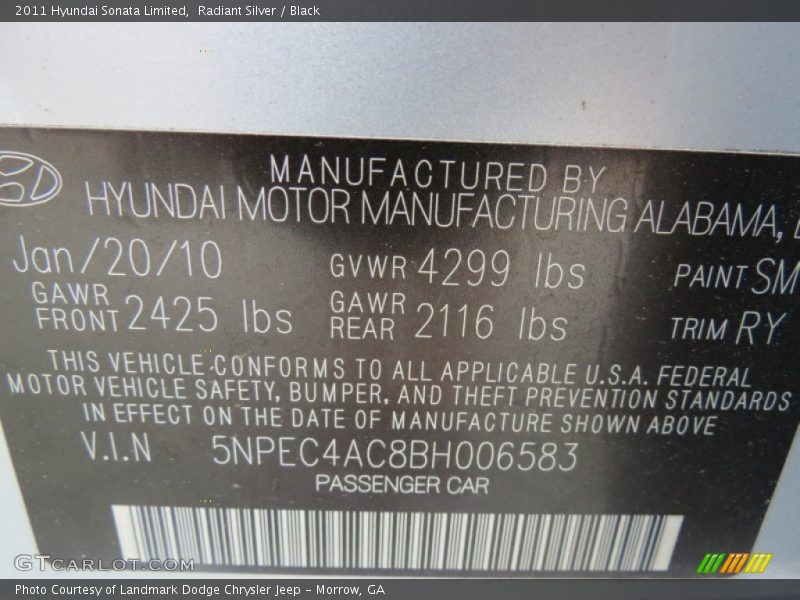 2011 Hyundai Sonata Limited, Radiant Silver / Black
MANUFACTURED BY
HYUNDAI MOTOR MANUFACTURING ALABAMA,
Jan/20/10 GVWR 4299 lbs PAINT SM
GAWR FRONT 2425 lbs GAWR REAR 2116 lbs TRIM RY
THIS VEHICLE CONFORMS TO ALL APPLICABLE U.S.A. FEDERAL
MOTOR VEHICLE SAFETY, BUMPER, AND THEFT PREVENTION STANDARDS
IN EFFECT ON THE DATE OF MANUFACTURE SHOWN ABOVE
V.I.N 5NPEC4AC8BH006583
PASSENGER CAR
GTCARLOT.COM
Photo Courtesy of Landmark Dodge Chrysler Jeep - Morrow, GA